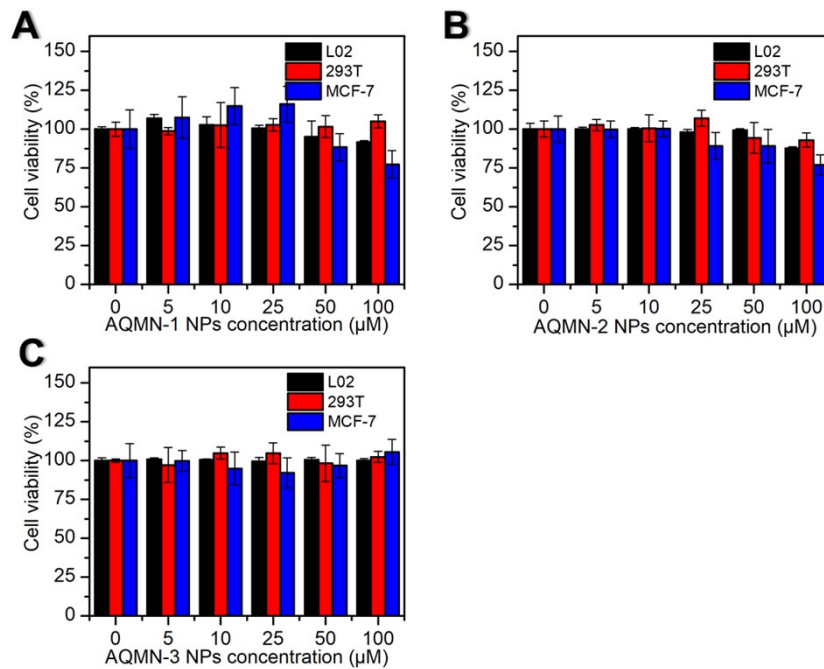 A
150
125
100
75
50
25
0
Cell viability (%)
L02
293T
MCF-7
0 5 10 25 50 100
AQMN-1 NPs concentration (μM)
B
150
125
100
75
50
25
0
Cell viability (%)
L02
293T
MCF-7
0 5 10 25 50 100
AQMN-2 NPs concentration (μM)
C
150
125
100
75
50
25
0
Cell viability (%)
L02
293T
MCF-7
0 5 10 25 50 100
AQMN-3 NPs concentration (μM)